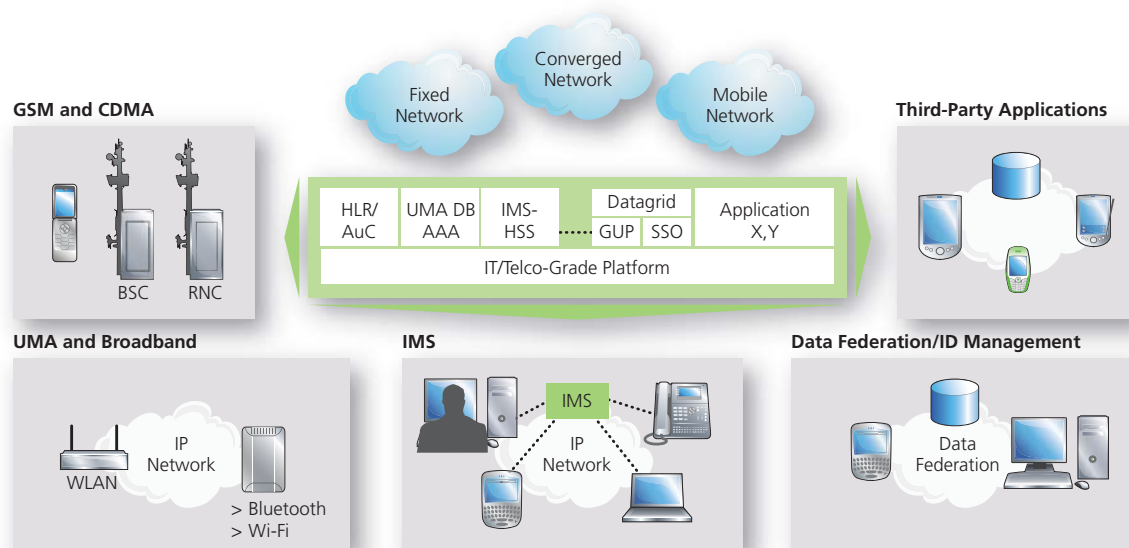 Converged
Network
Fixed
Network
Mobile
Network
GSM and CDMA
BSC
RNC
Third-Party Applications
HLR/
AuC
UMA DB
AAA
IMS-
HSS
Datagrid
GUP
SSO
Application
X,Y
IT/Telco-Grade Platform
UMA and Broadband
IP
Network
WLAN
> Bluetooth
> Wi-Fi
IMS
IMS
IP
Network
Data Federation/ID Management
Data
Federation